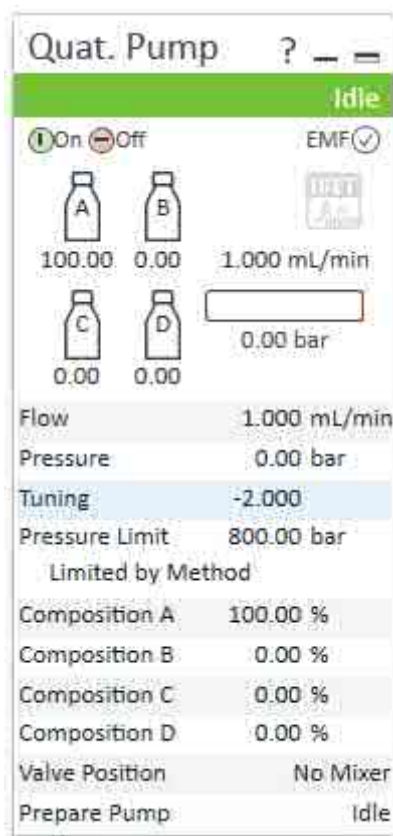 Quat. Pump ?
Idle
On Off EMF
A B
100.00 0.00 1.000 mL/min
C D
0.00 bar
0.00 0.00
Flow 1.000 mL/min
Pressure 0.00 bar
Tuning -2.000
Pressure Limit 800.00 bar
Limited by Method
Composition A 100.00 %
Composition B 0.00 %
Composition C 0.00 %
Composition D 0.00 %
Valve Position No Mixer
Prepare Pump Idle